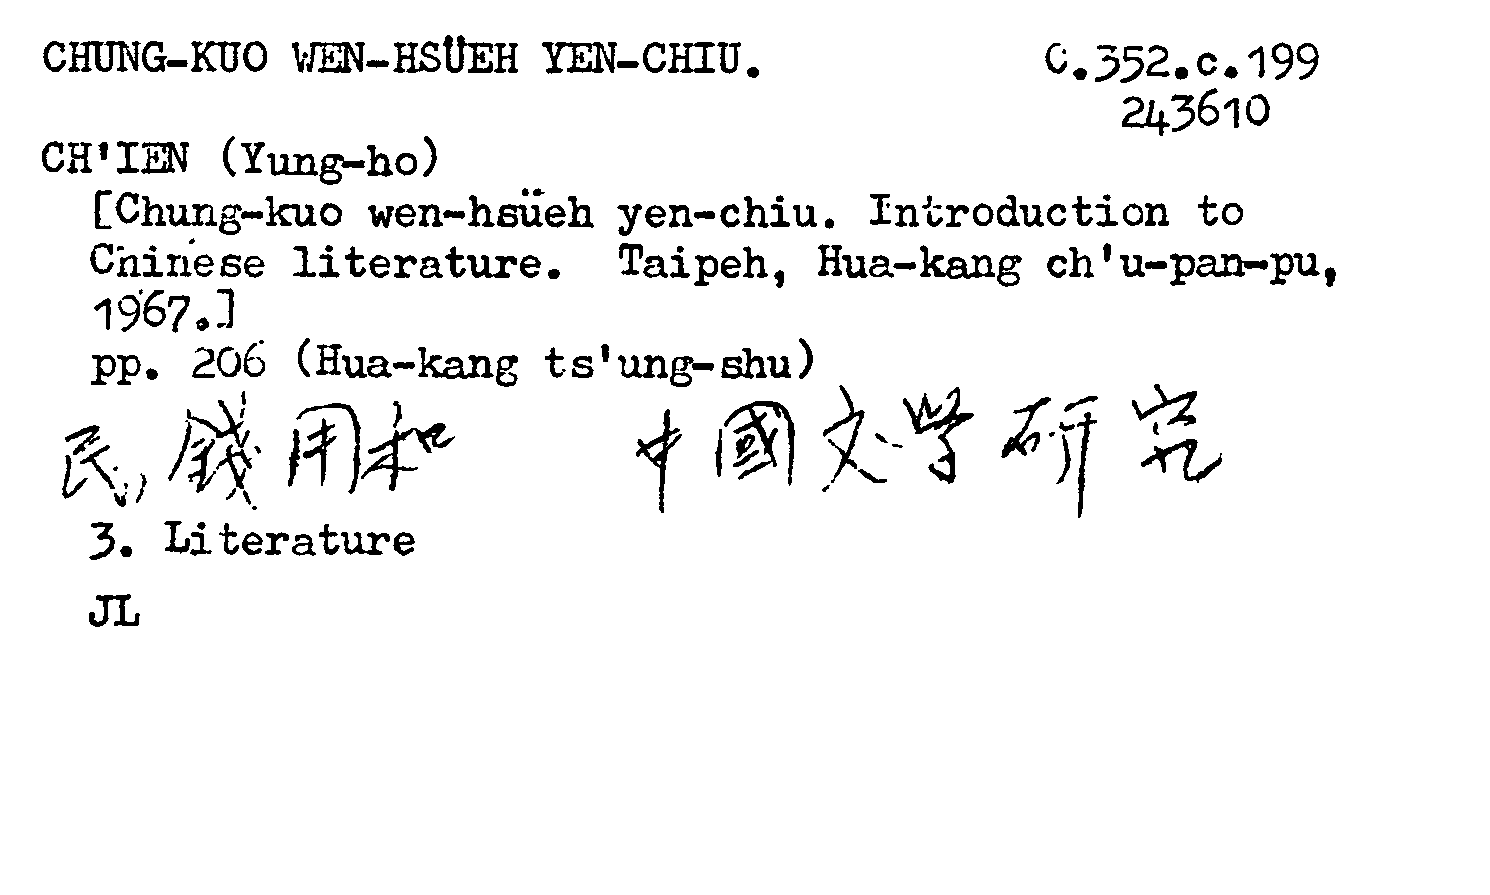 CHUNG-KUO WEN-HSÜEH YEN-CHIU. C.352.c.199
243610
CH'IEN (Yung-ho)
[Chung-kuo wen-hsüeh yen-chiu. Introduction to
Chinese literature. Taipeh, Hua-kang ch'u-pan-pu,
1967.]
pp. 206 (Hua-kang ts'ung-shu)
民, 錢用和 中國文学研究
3. Literature
JL